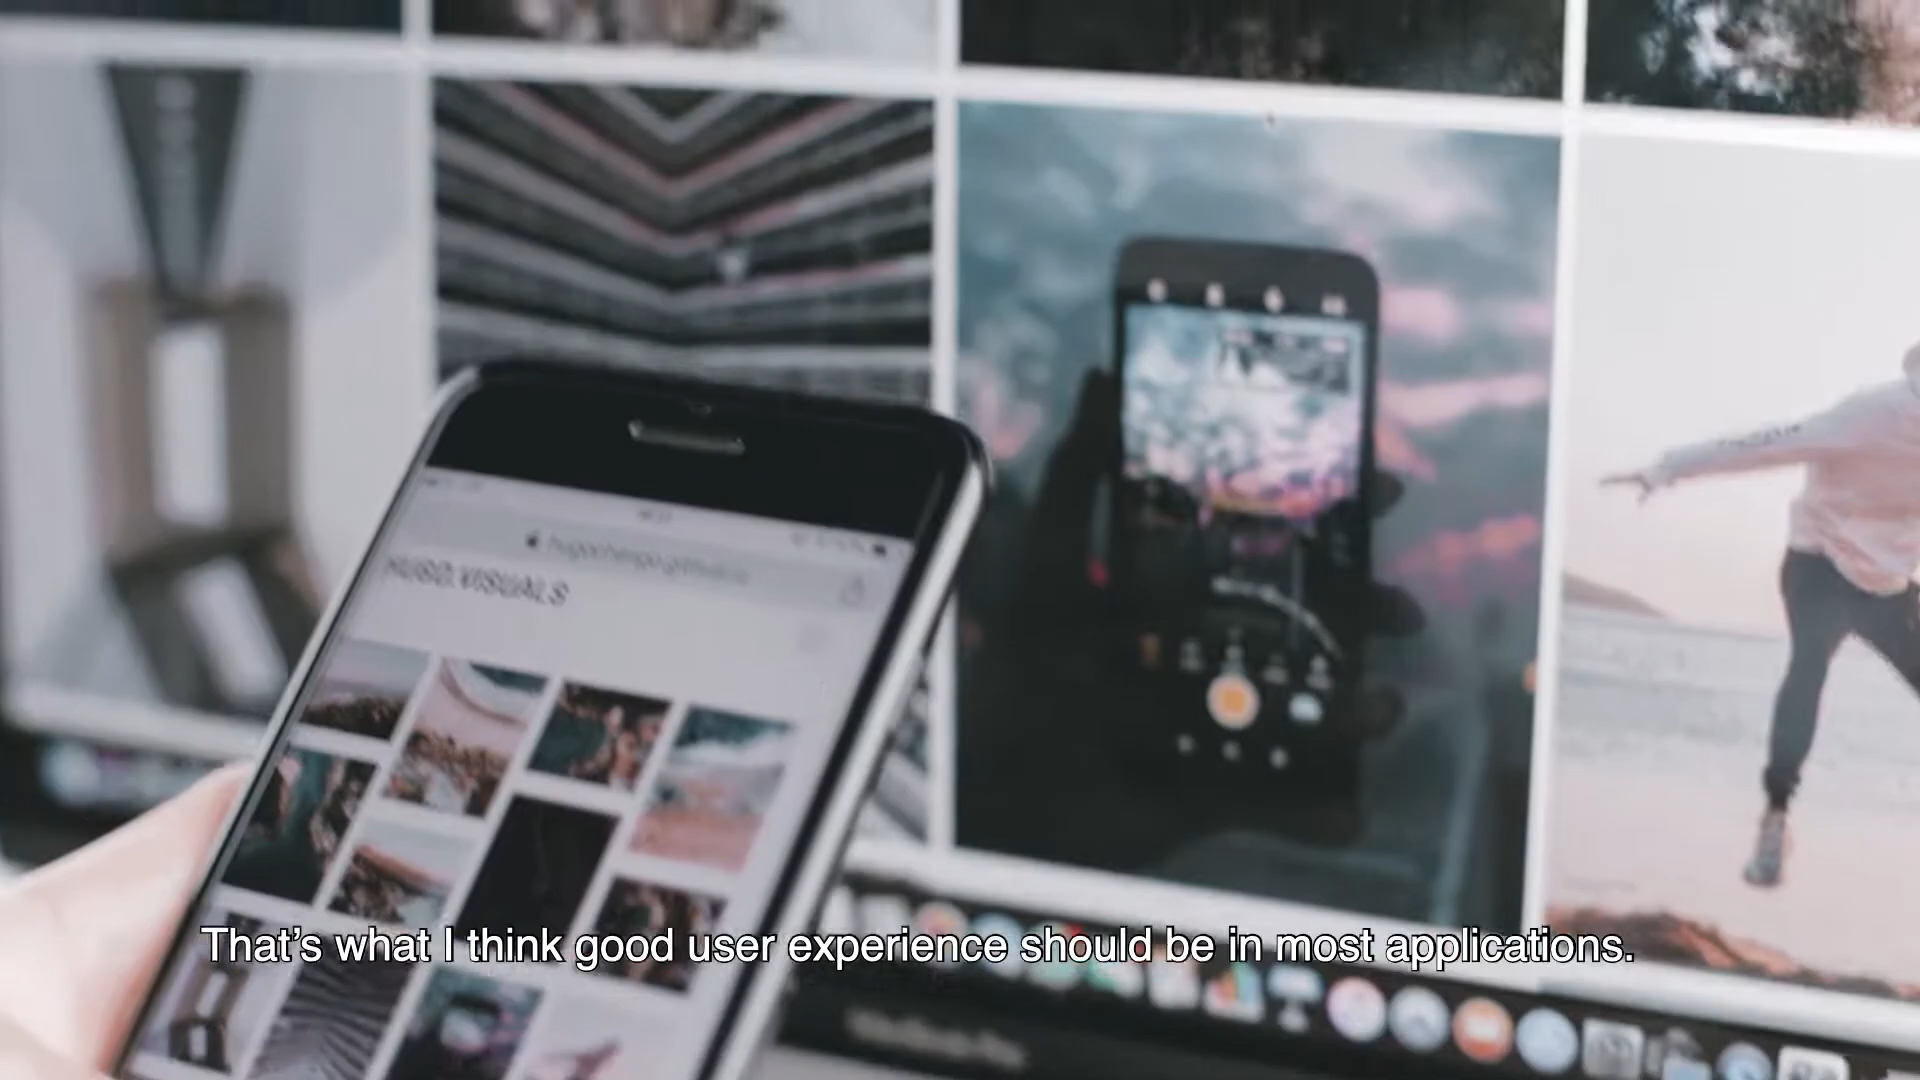 HUGO.VISUALS
That’s what I think good user experience should be in most applications.